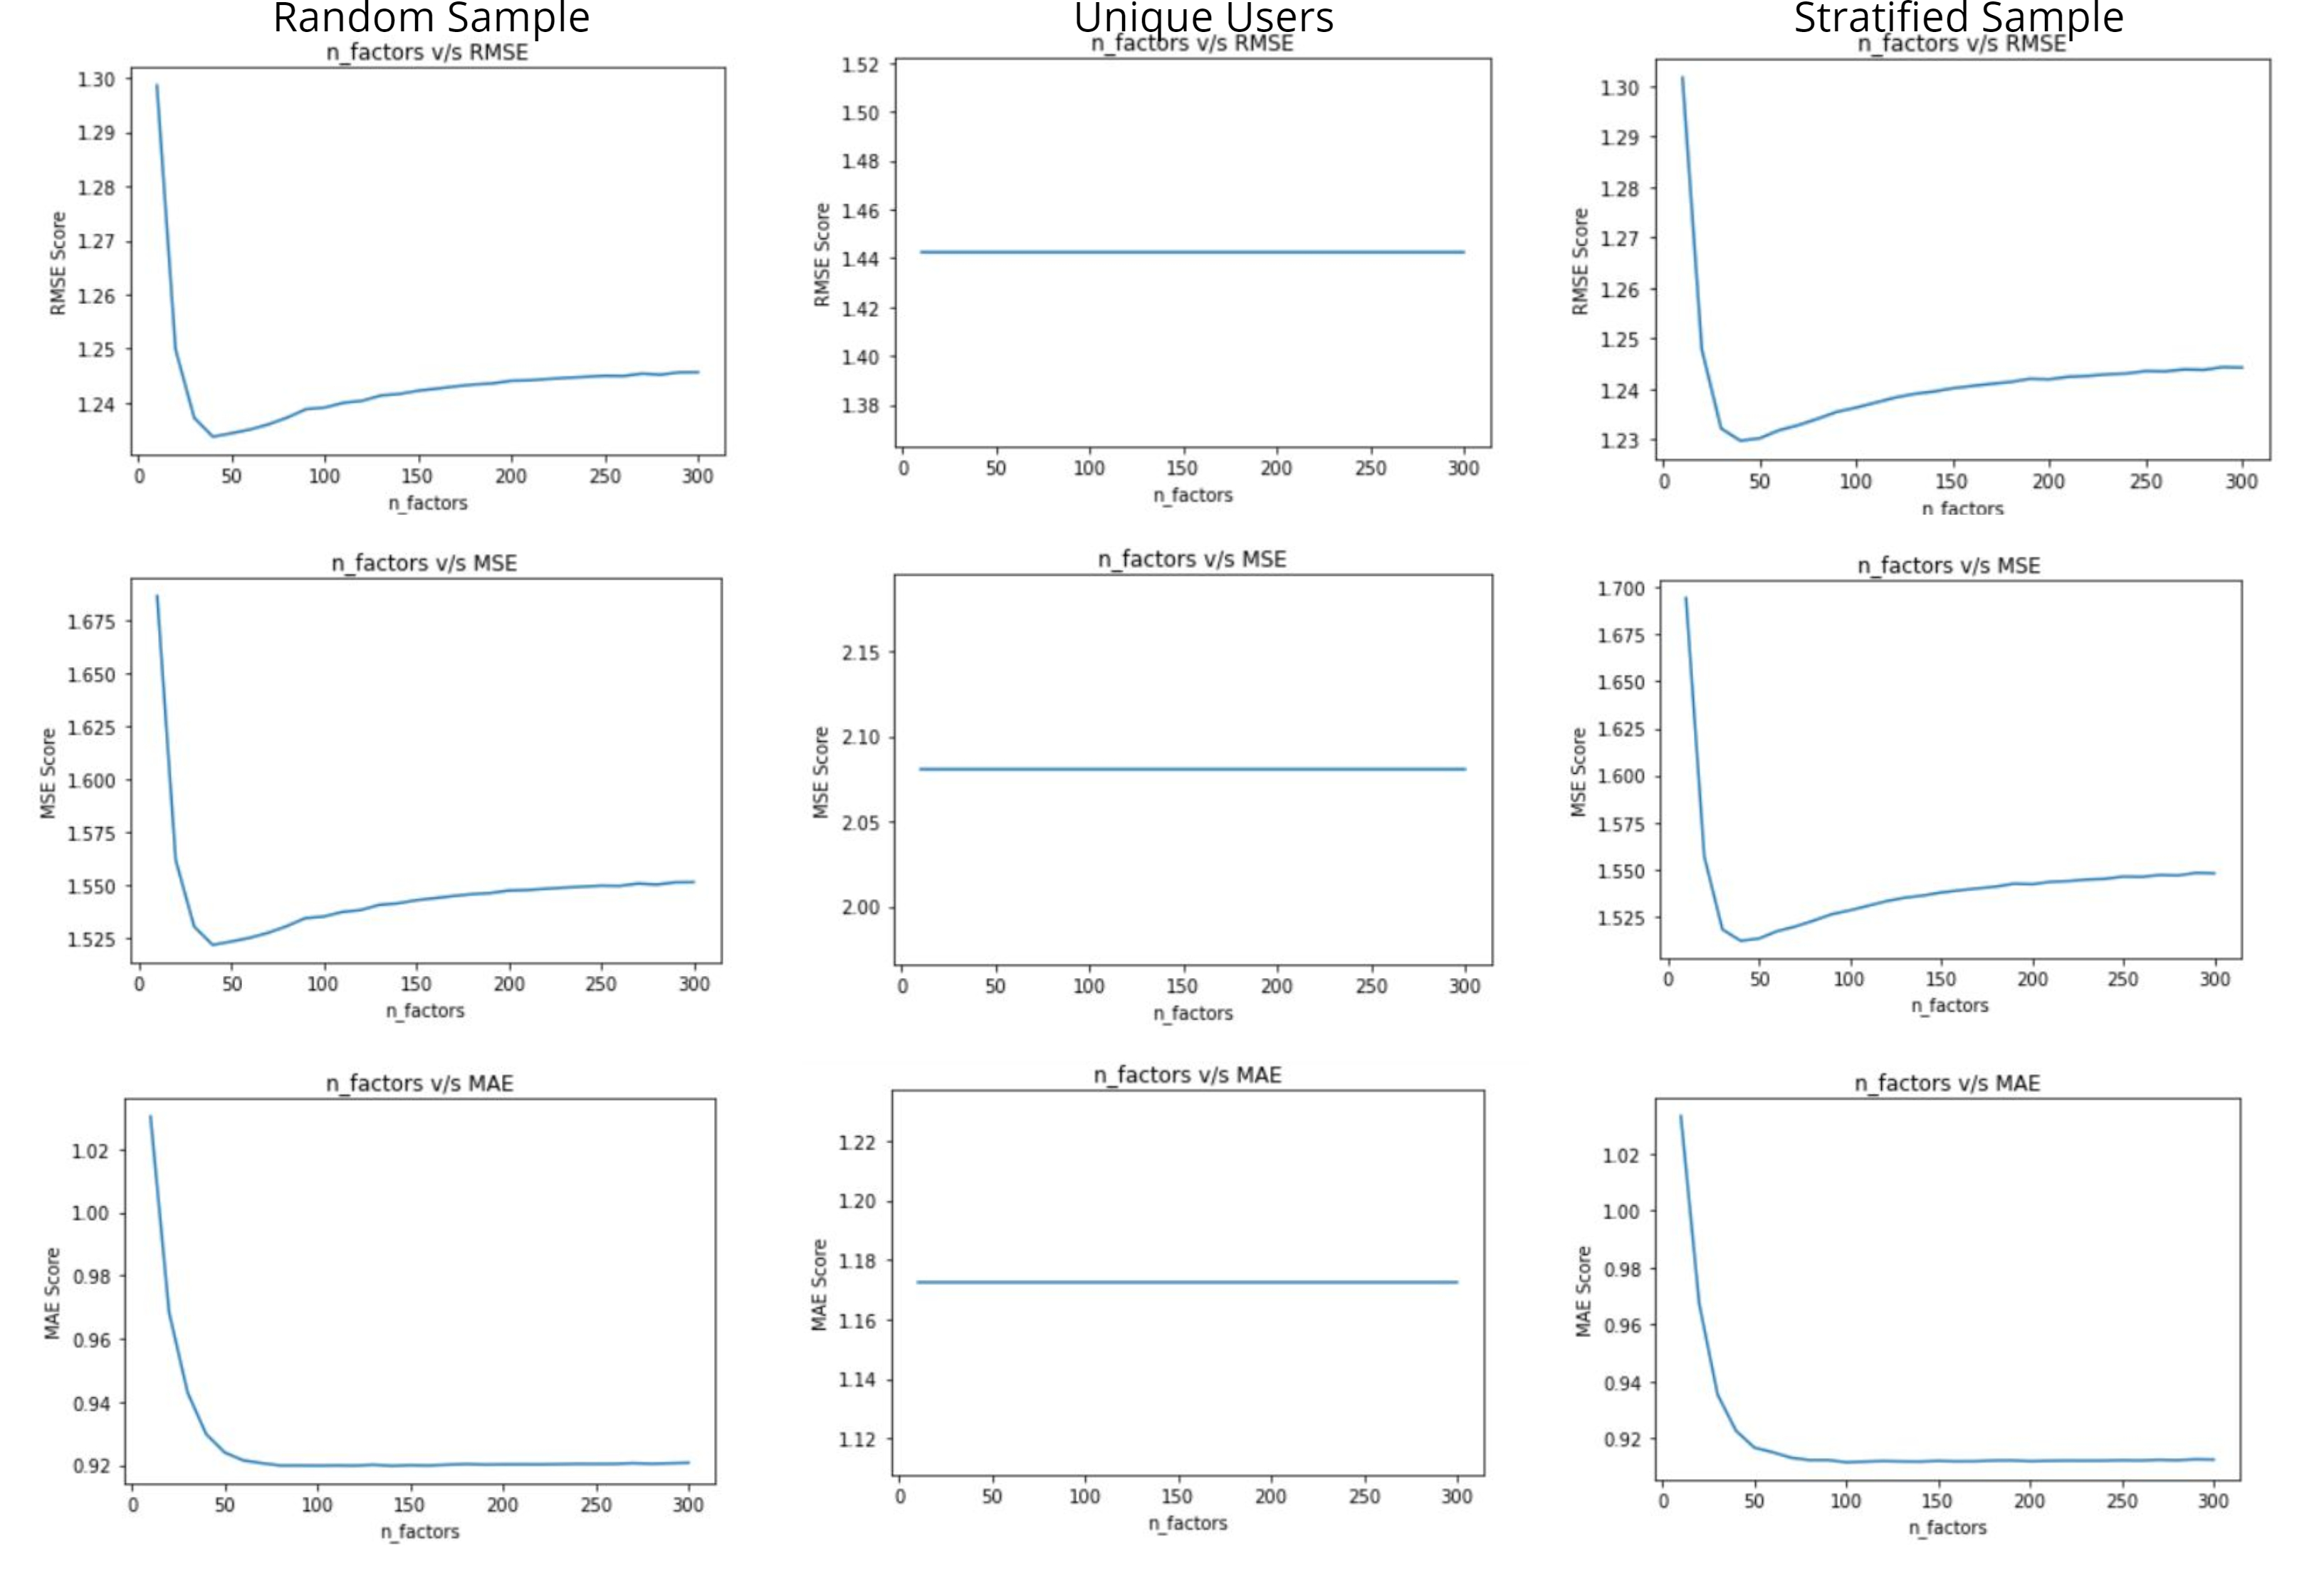 Random Sample
n_factors v/s RMSE
1.30
1.29
1.28
1.27
1.26
1.25
1.24
RMSE Score
0 50 100 150 200 250 300
n_factors
Unique Users
n_factors v/s RMSE
1.52
1.50
1.48
1.46
1.44
1.42
1.40
1.38
RMSE Score
0 50 100 150 200 250 300
n_factors
Stratified Sample
n_factors v/s RMSE
1.30
1.29
1.28
1.27
1.26
1.25
1.24
1.23
RMSE Score
0 50 100 150 200 250 300
n factors
n_factors v/s MSE
1.675
1.650
1.625
1.600
1.575
1.550
1.525
MSE Score
0 50 100 150 200 250 300
n_factors
n_factors v/s MSE
2.15
2.10
2.05
2.00
MSE Score
0 50 100 150 200 250 300
n_factors
n_factors v/s MSE
1.700
1.675
1.650
1.625
1.600
1.575
1.550
1.525
MSE Score
0 50 100 150 200 250 300
n_factors
n_factors v/s MAE
1.02
1.00
0.98
0.96
0.94
0.92
MAE Score
0 50 100 150 200 250 300
n_factors
n_factors v/s MAE
1.22
1.20
1.18
1.16
1.14
1.12
MAE Score
0 50 100 150 200 250 300
n_factors
n_factors v/s MAE
1.02
1.00
0.98
0.96
0.94
0.92
MAE Score
0 50 100 150 200 250 300
n_factors